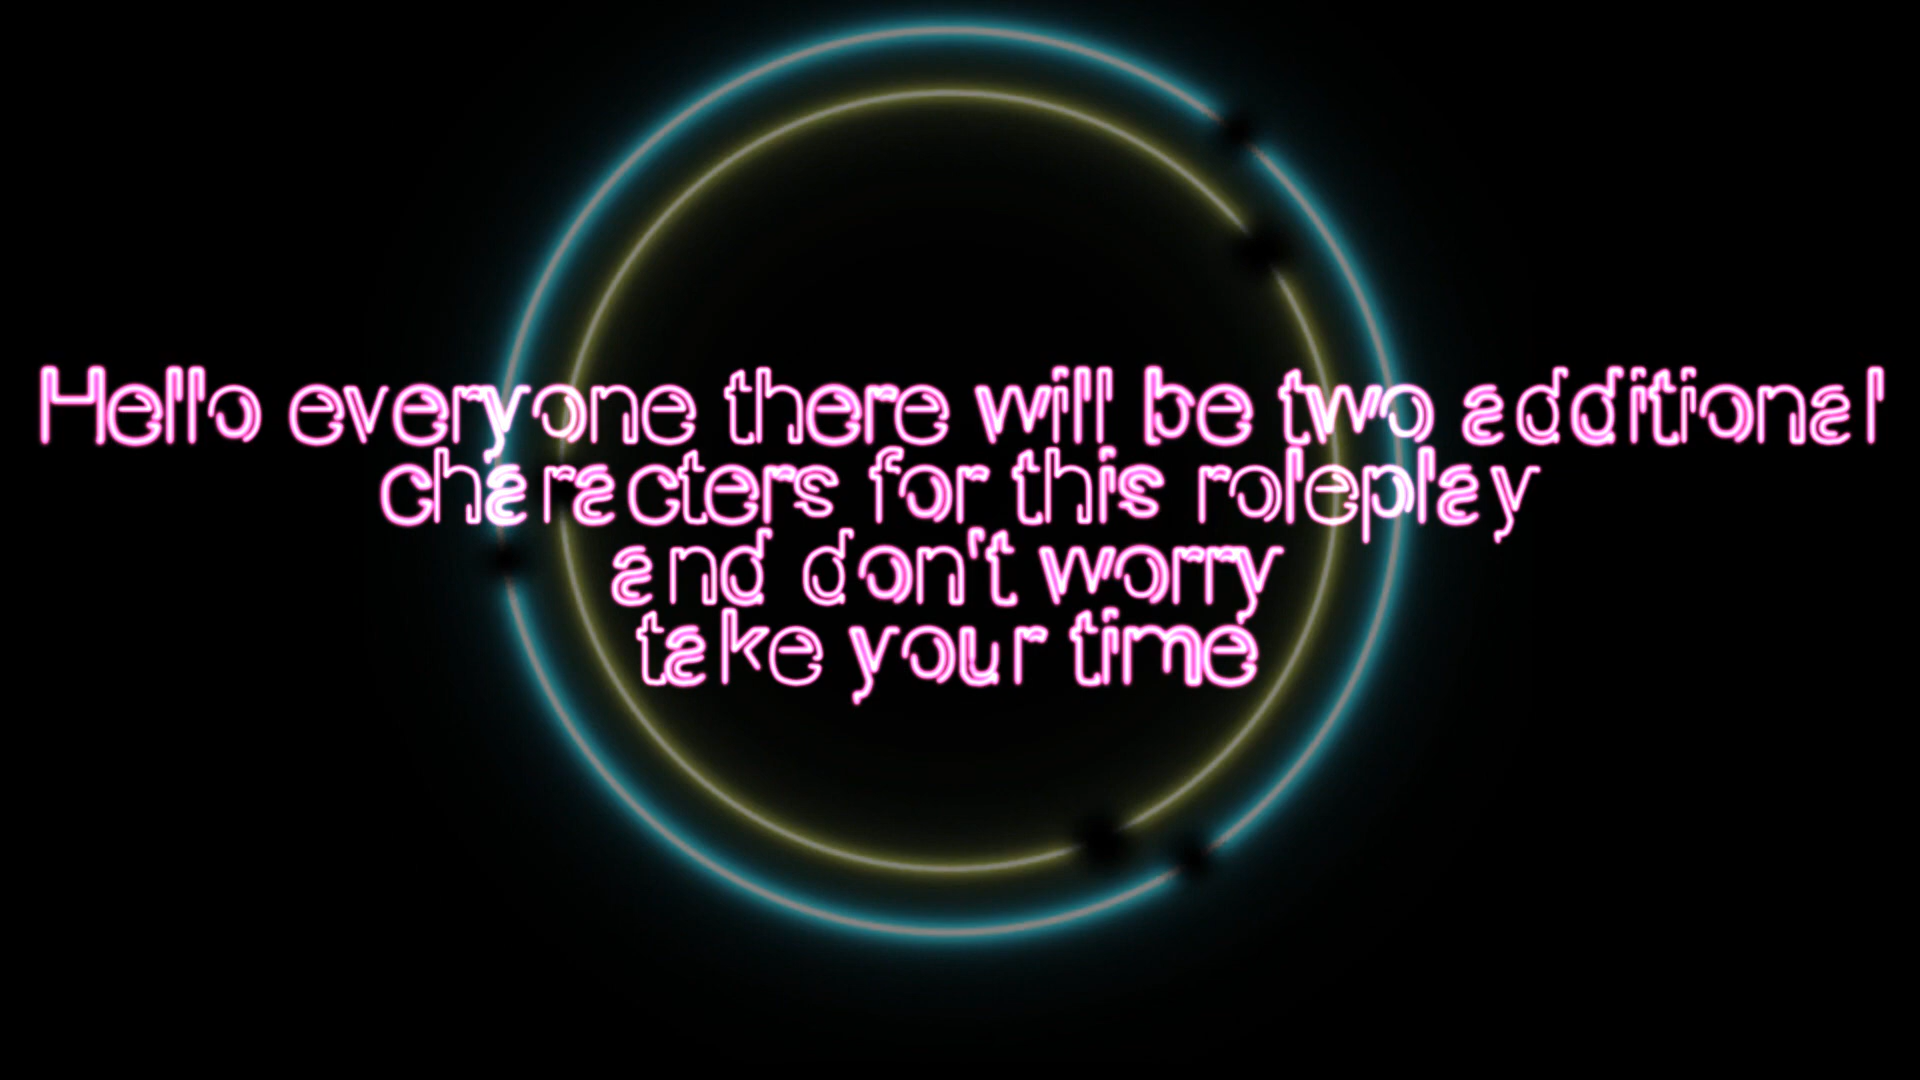 Hello everyone there will be two additional
characters for this roleplay
and don't worry
take your time